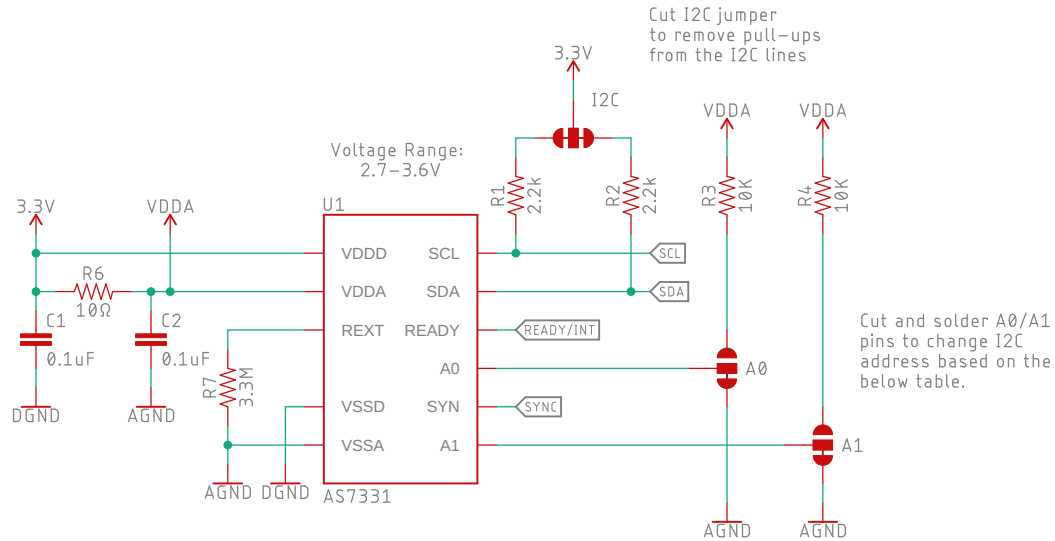 Cut I2C jumper
to remove pull-ups
from the I2C lines
3.3V
I2C
VDDA
VDDA
Voltage Range:
2.7-3.6V
R1
2.2k
R2
2.2k
R3
10K
R4
10K
3.3V
VDDA
U1
VDDD
SCL
SCL
R6
10Ω
VDDA
SDA
SDA
C1
0.1uF
C2
0.1uF
REXT
READY
READY/INT
Cut and solder A0/A1
pins to change I2C
address based on the
below table.
R7
3.3M
A0
A0
DGND
AGND
VSSD
SYN
SYNC
VSSA
A1
A1
AGND
DGND
AS7331
AGND
AGND